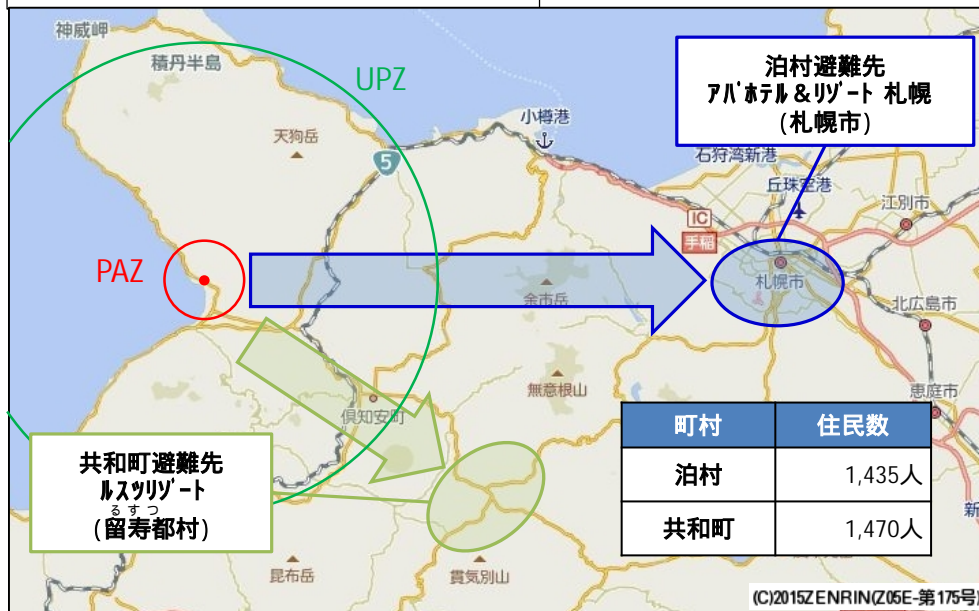 神威岬
積丹半島
UPZ
天狗岳
5
小樽港
泊村避難先
ｱﾊﾟﾎﾃﾙ＆ﾘｿﾞｰﾄ 札幌
(札幌市)
石狩湾新港
丘珠空港
江別市
IC
手稲
PAZ
札幌市
余市岳
北広島市
無意根山
恵庭市
倶知安町
共和町避難先
ﾙｽﾂﾘｿﾞｰﾄ
るすつ
(留寿都村)
町村 住民数
泊村 1,435人
共和町 1,470人
新
昆布岳
貫気別山
(C)2015ZENRIN(Z05E-第175号)